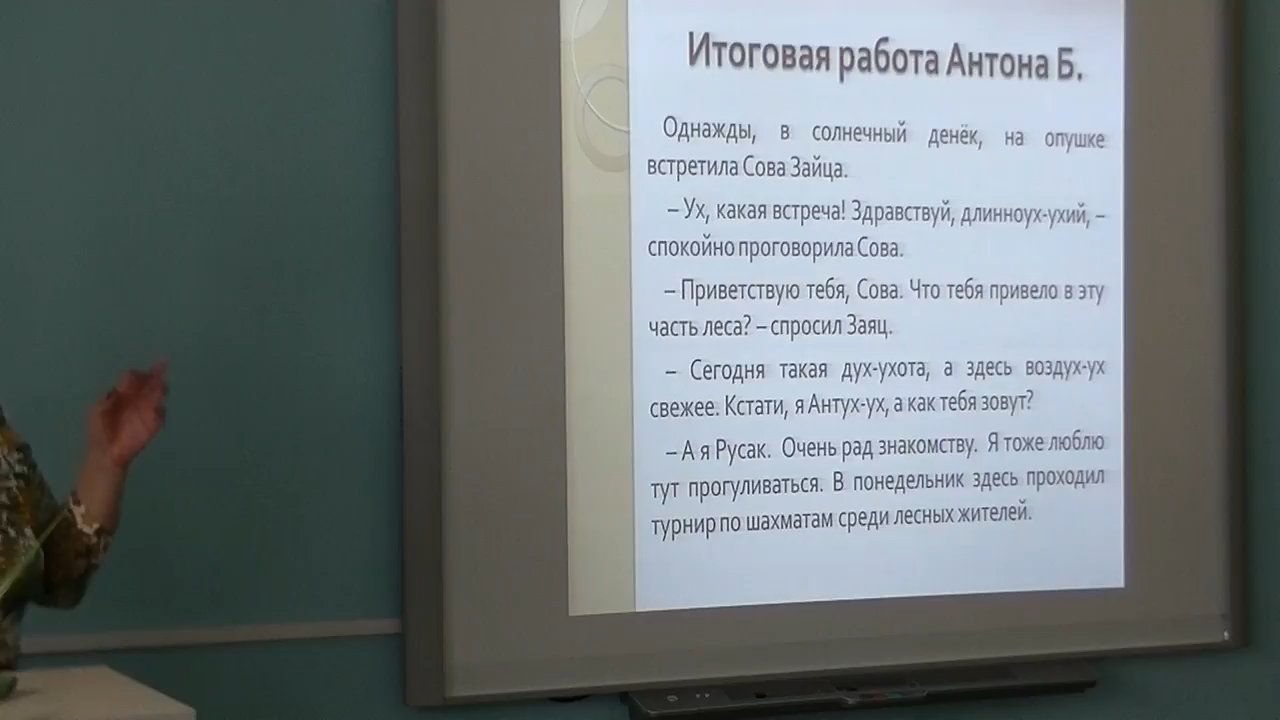 Итоговая работа Антона Б.
Однажды, в солнечный денёк, на опушке
встретила Сова Зайца.
– Ух, какая встреча! Здравствуй, длинноух-ухий, –
спокойно проговорила Сова.
– Приветствую тебя, Сова. Что тебя привело в эту
часть леса? – спросил Заяц.
– Сегодня такая дух-ухота, а здесь воздух-ух
свежее. Кстати, я Антух-ух, а как тебя зовут?
– А я Русак. Очень рад знакомству. Я тоже люблю
тут прогуливаться. В понедельник здесь проходил
турнир по шахматам среди лесных жителей.